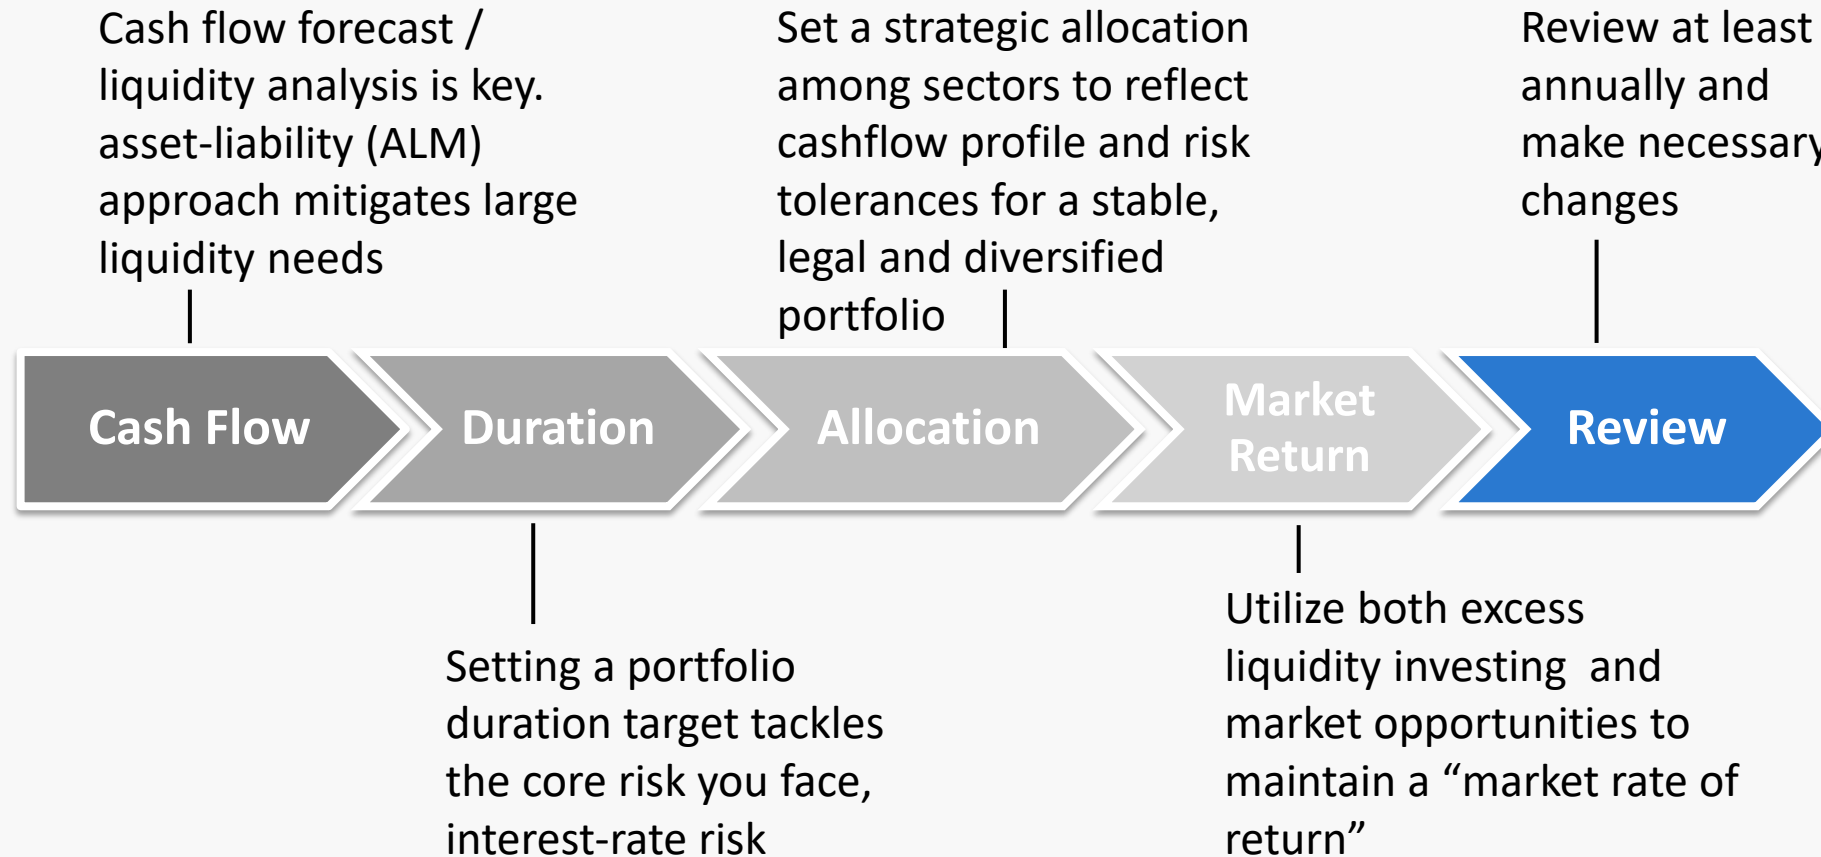 Cash flow forecast /
liquidity analysis is key.
asset-liability (ALM)
approach mitigates large
liquidity needs
Set a strategic allocation
among sectors to reflect
cashflow profile and risk
tolerances for a stable,
legal and diversified
portfolio
Review at least
annually and
make necessary
changes
Cash Flow
Duration
Allocation
Market
Return
Review
Setting a portfolio
duration target tackles
the core risk you face,
interest-rate risk
Utilize both excess
liquidity investing  and
market opportunities to
maintain a “market rate of
return”